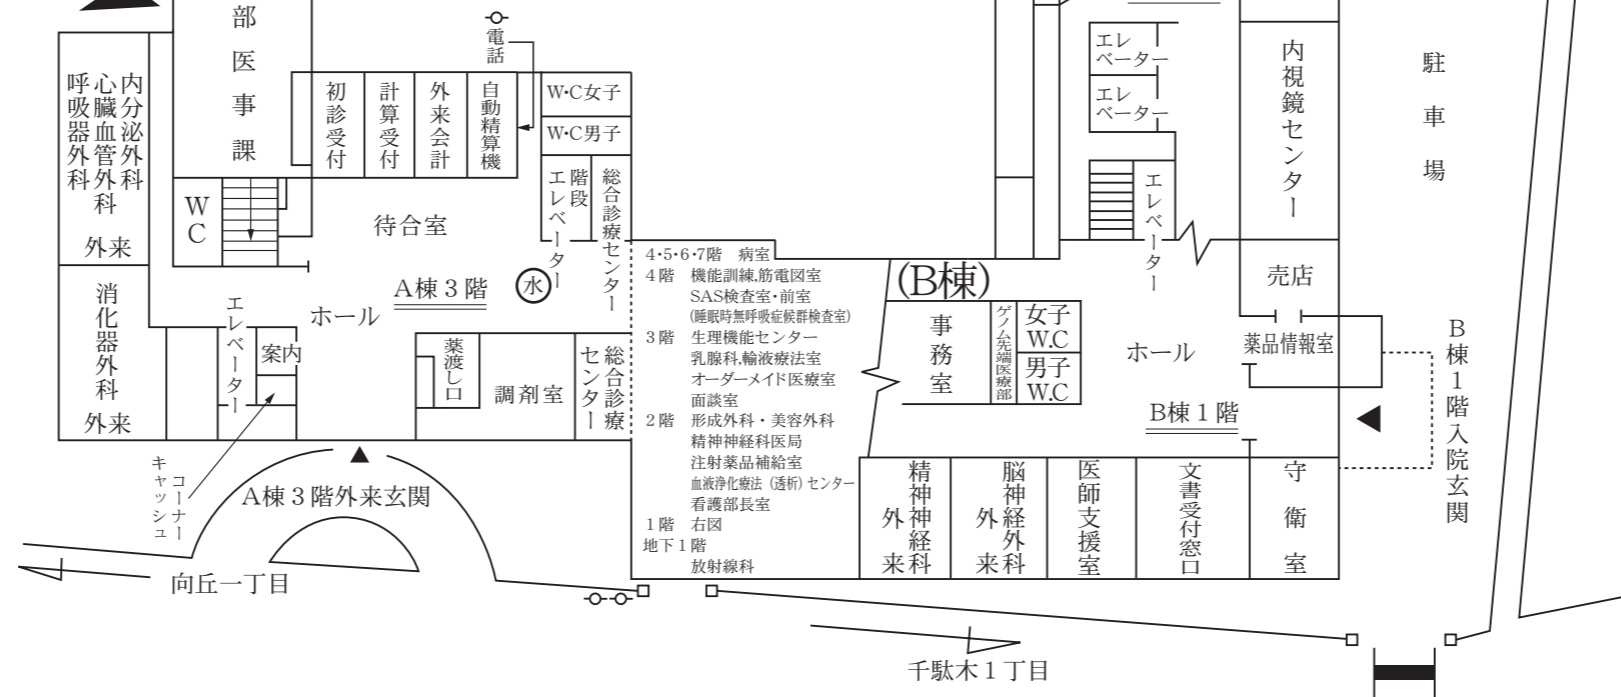 部医事課
電話
エレベーター
エレベーター
内視鏡センター
駐車場
内分泌外科
心臓血管外科
呼吸器外科
外来
初診受付
計算受付
外来会計
自動精算機
W・C女子
W・C男子
階段
エレベーター
総合診療センター
WC
待合室
エレベーター
水
A棟3階
ホール
消化器外科
外来
エレベーター
案内
薬渡し口
調剤室
総合診療
センター
4・5・6・7階 病室
4階 機能訓練,筋電図室
SAS検査室・前室
(睡眠時無呼吸症候群検査室)
3階 生理機能センター
乳腺科,輸液療法室
オーダーメイド医療室
面談室
2階 形成外科・美容外科
精神神経科医局
注射薬品補給室
血液浄化療法(透析)センター
看護部長室
1階 右図
地下1階
放射線科
(B棟)
事務室
ゲノム先端医療部
女子
W.C
男子
W.C
ホール
売店
薬品情報室
B棟1階
B棟1階入院玄関
精神神経科
外来
脳神経外科
外来
医師支援室
文書受付窓口
守衛室
キャッシュ
コーナー
A棟3階外来玄関
向丘一丁目
千駄木1丁目